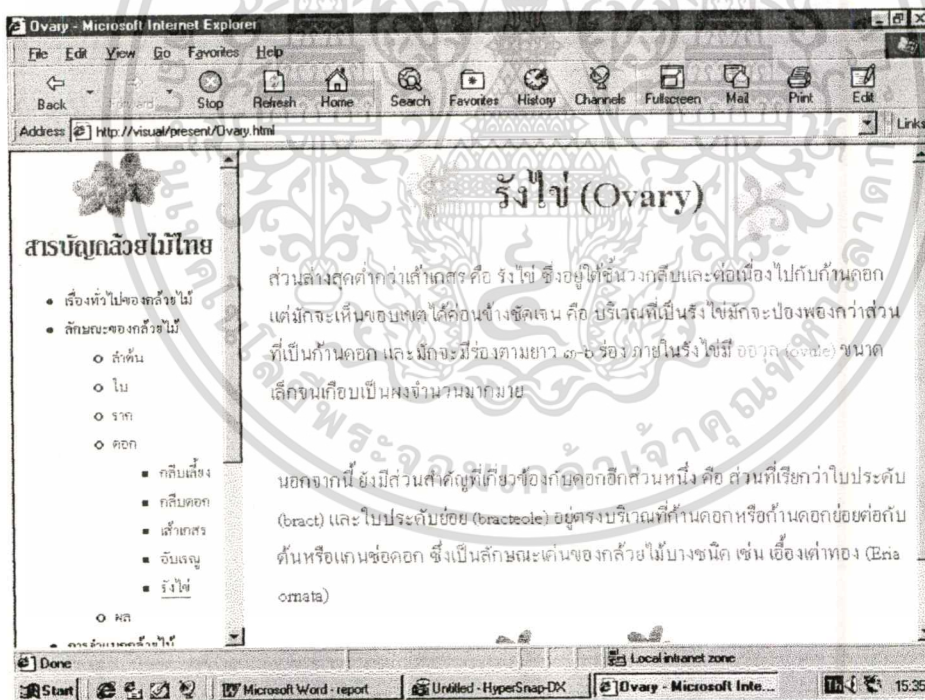 Ovary - Microsoft Internet Explorer
File Edit View Go Favorites Help
Back Forward Stop Refresh Home Search Favorites History Channels Fullscreen Mail Print Edit
Address http://visual/present/Ovary.html Links
สารบัญกล้วยไม้ไทย
เรื่องทั่วไปของกล้วยไม้
ลักษณะของกล้วยไม้
ลำต้น
ใบ
ราก
ดอก
กลีบเลี้ยง
กลีบดอก
เส้าเกสร
อับเรณู
รังไข่
ผล
การจำแนกกล้วยไม้
รังไข่ (Ovary)
ส่วนล่างสุดต่ำกว่าเส้าเกสร คือ รังไข่ ซึ่งอยู่ใต้ชั้นวงกลีบและต่อเนื่องไปกับก้านดอก
แต่มักจะเห็นขอบเขตได้ค่อนข้างชัดเจน คือ บริเวณที่เป็นรังไข่มักจะป่องพองกว่าส่วน
ที่เป็นก้านดอก และมักจะมีร่องตามยาว ๓-๖ ร่อง ภายในรังไข่มี ออวุล (ovule) ขนาด
เล็กจนเกือบเป็นผงจำนวนมากมาย
นอกจากนี้ ยังมีส่วนสำคัญที่เกี่ยวข้องกับดอกอีกส่วนหนึ่ง คือ ส่วนที่เรียกว่าใบประดับ
(bract) และใบประดับย่อย (bracteole) อยู่ตรงบริเวณที่ก้านดอกหรือก้านดอกย่อยต่อกับ
ต้นหรือแกนช่อดอก ซึ่งเป็นลักษณะเด่นของกล้วยไม้บางชนิด เช่น เอื้องเต่าทอง (Eria
ornata)
Done Local intranet zone
Start Microsoft Word - report Untitled - HyperSnap-DX Ovary - Microsoft Inte... 15:35